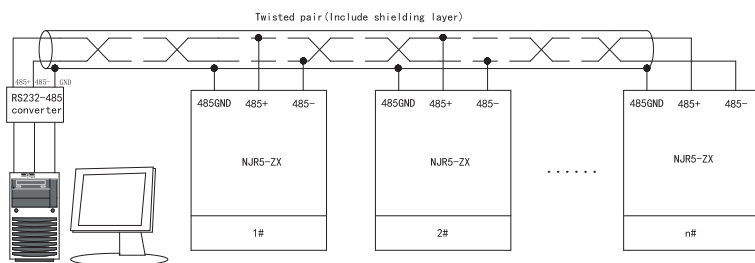 Twisted pair(Include shielding layer)
485+ 485- GND
RS232-485
converter
485GND 485+ 485-
NJR5-ZX
1#
485GND 485+ 485-
NJR5-ZX
2#
......
485GND 485+ 485-
NJR5-ZX
n#